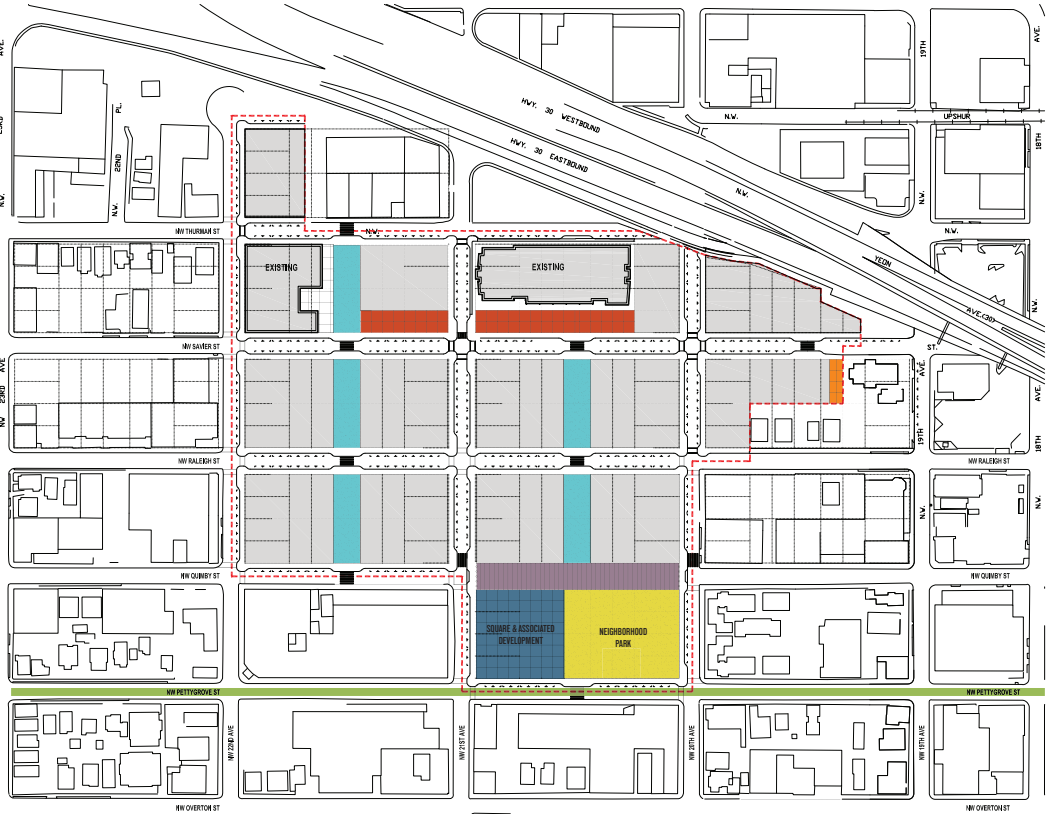 AVE.
19TH
AVE.
HWY. 30 WESTBOUND
HWY. 30 EASTBOUND
N.W.
UPSHUR
23RD
22ND PL.
18TH
N.W.
N.W.
N.W.
N.W.
N.W.
NW THURMAN ST
N.W.
N.W.
EXISTING
EXISTING
YEON
AVE.(30)
N.W.
NW SAVIER ST
ST.
AVE
AVE.
AVE.
NW 23RD
19TH
18TH
NW RALEIGH ST
NW RALEIGH ST
N.W.
N.W.
NW QUIMBY ST
NW QUIMBY ST
SQUARE & ASSOCIATED
DEVELOPMENT
NEIGHBORHOOD
PARK
NW PETTYGROVE ST
NW PETTYGROVE ST
NW 22ND AVE
NW 21ST AVE
NW 20TH AVE
NW 19TH AVE
NW OVERTON ST
NW OVERTON ST